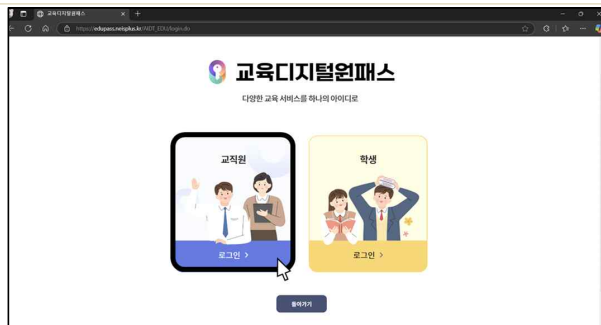 교육디지털원패스
https://edupass.neisplus.kr/AIDT_EDU/login.do
교육디지털원패스
다양한 교육 서비스를 하나의 아이디로
교직원
학생
로그인 >
로그인 >
돌아가기